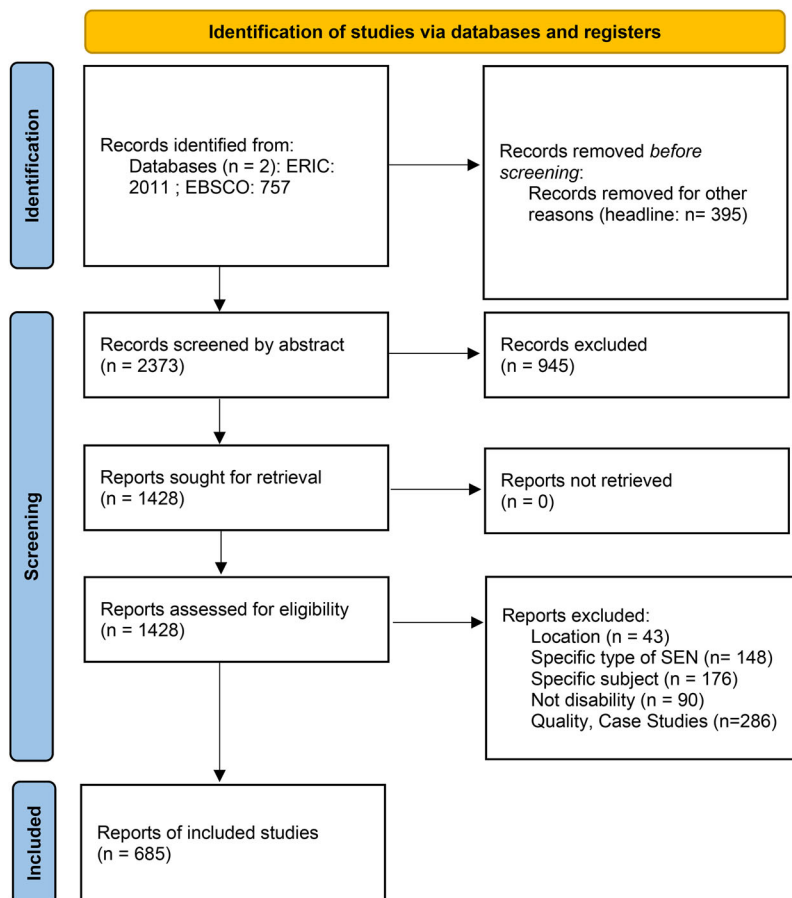 Identification of studies via databases and registers
Identification
Records identified from:
Databases (n = 2): ERIC:
2011 ; EBSCO: 757
Records removed before
screening:
Records removed for other
reasons (headline: n= 395)
Screening
Records screened by abstract
(n = 2373)
Records excluded
(n = 945)
Reports sought for retrieval
(n = 1428)
Reports not retrieved
(n = 0)
Reports assessed for eligibility
(n = 1428)
Reports excluded:
Location (n = 43)
Specific type of SEN (n= 148)
Specific subject (n = 176)
Not disability (n = 90)
Quality, Case Studies (n=286)
Included
Reports of included studies
(n = 685)